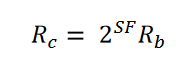 R_c = 2^{SF} R_b